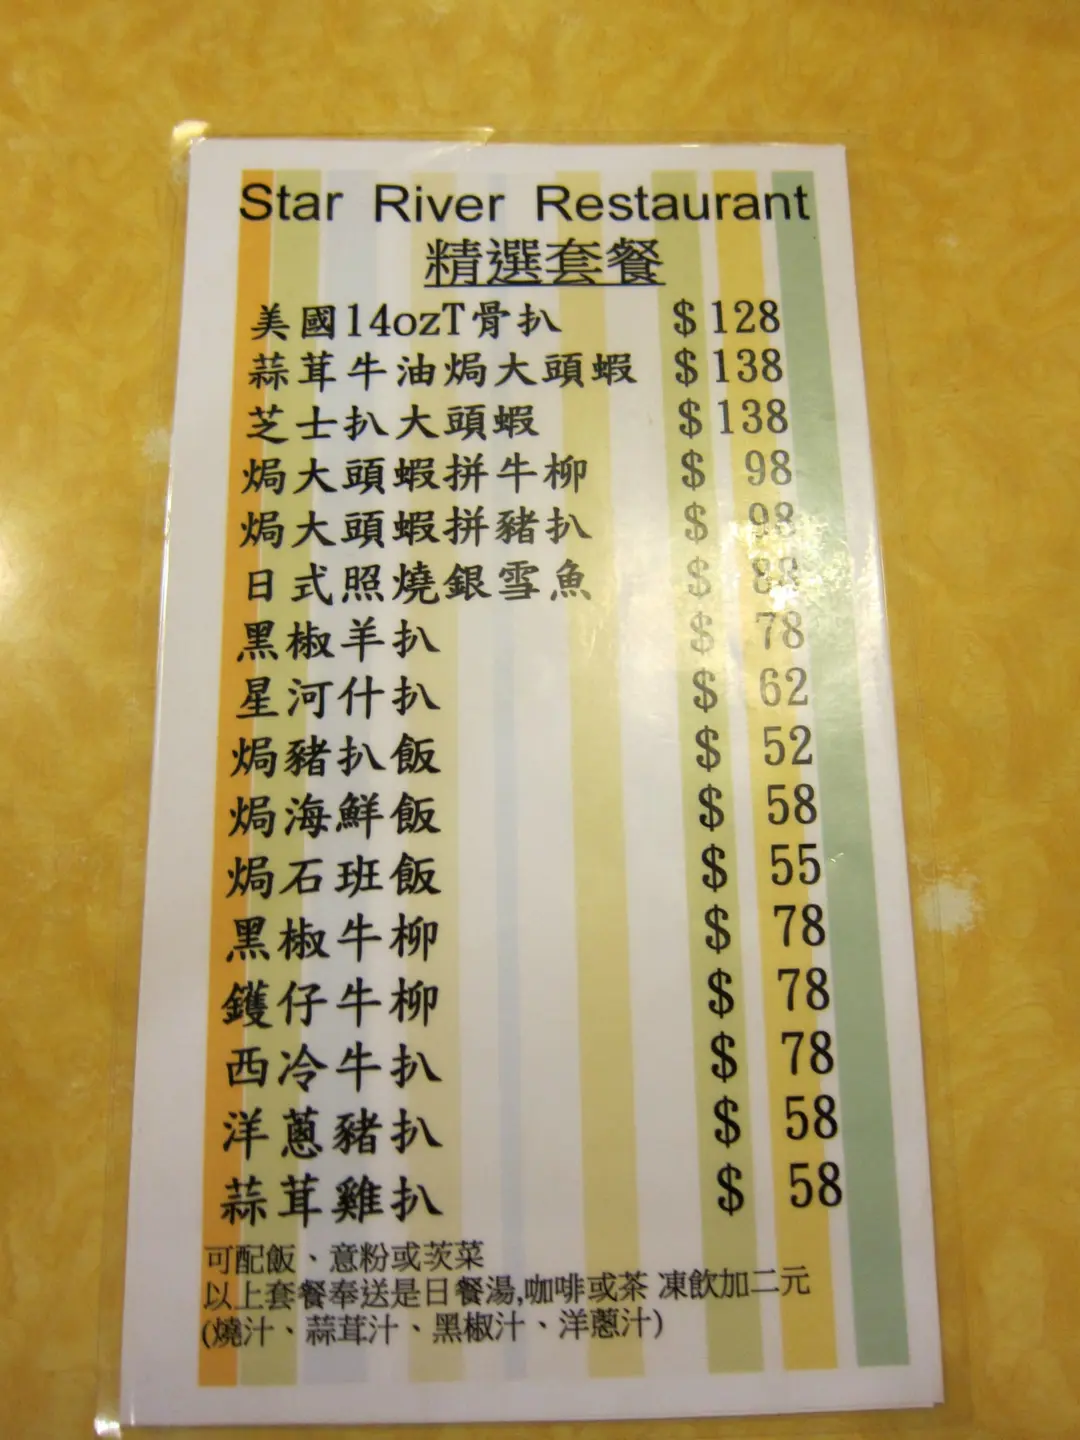 Star River Restaurant
精選套餐
美國14ozT骨扒 $128
蒜茸牛油焗大頭蝦 $138
芝士扒大頭蝦 $138
焗大頭蝦拼牛柳 $ 98
焗大頭蝦拼豬扒 $ 98
日式照燒銀雪魚 $
黑椒羊扒 $ 78
星河什扒 $ 62
焗豬扒飯 $ 52
焗海鮮飯 $ 58
焗石班飯 $ 55
黑椒牛柳 $ 78
鑊仔牛柳 $ 78
西冷牛扒 $ 78
洋蔥豬扒 $ 58
蒜茸雞扒 $ 58
可配飯、意粉或茨菜
以上套餐奉送是日餐湯,咖啡或茶 凍飲加二元
(燒汁、蒜茸汁、黑椒汁、洋蔥汁)